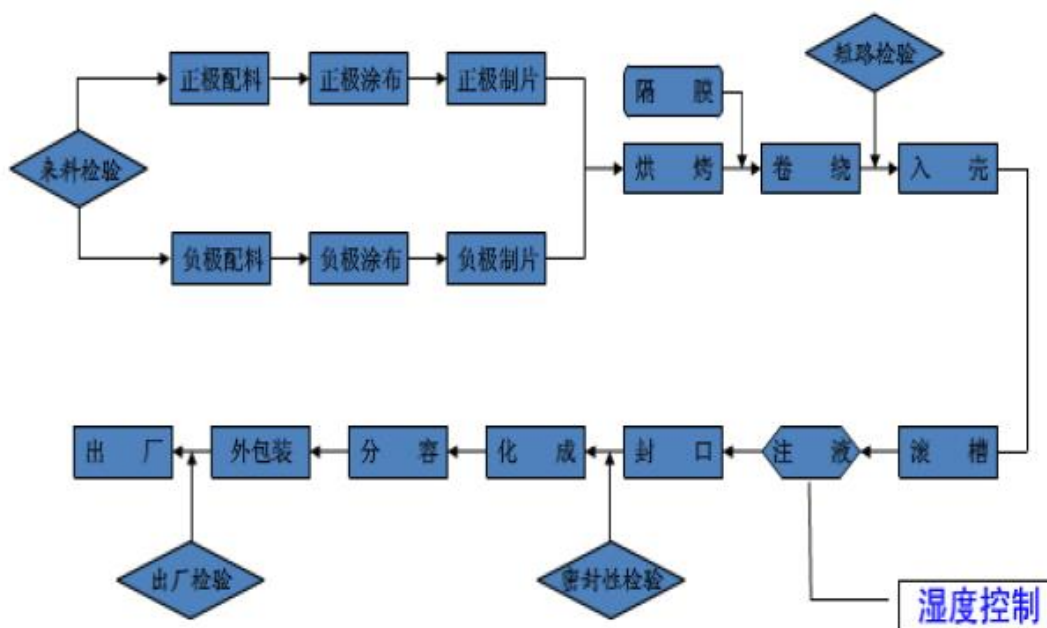 短路检验
正极配料
正极涂布
正极制片
隔膜
来料检验
烘烤
卷绕
入壳
负极配料
负极涂布
负极制片
出厂
外包装
分容
化成
封口
注液
滚槽
出厂检验
密封性检验
湿度控制